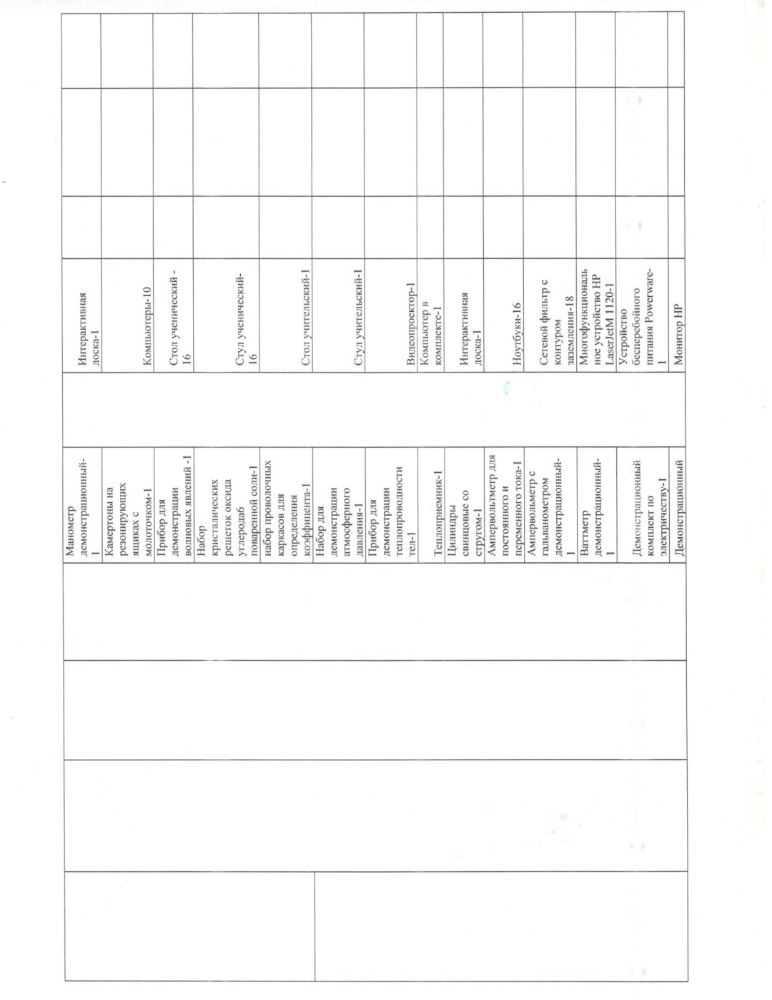 Манометр
демонстрационный-
1
Интерактивная
доска-1
Камертоны на
резонирующих
ящиках с
молоточком-1
Компьютеры-10
Прибор для
демонстрации
волновых явлений -1
Стол ученический -
16
Набор
кристалических
решеток оксида
углерода6
поваренной соли-1
Стул ученический-
16
набор проволочных
каркасов для
определения
коэффицента-1
Стол учительский-1
Набор для
демонстрации
атмосферного
давления-1
Стул учительский-1
Прибор для
демонстрации
теплопроводности
тел-1
Видеопроектор-1
Теплоприемник-1
Компьютер в
комплекте-1
Цилиндры
свинцовые со
стругом-1
Интерактивная
доска-1
Ампервольтметр для
постоянного и
переменного тока-1
Ноутбуки-16
Ампервольметр с
гальванометром
демонстрационный-
1
Сетевой фильтр с
контуром
заземления-18
Ваттметр
демонстрационный-
1
Многофункциональ
ное устройство HP
LaserJetM 1120-1
Демонстрационный
комплект по
электричеству-1
Устройство
бесперебойного
питания Powerware-
1
Демонстрационный
Монитор HP